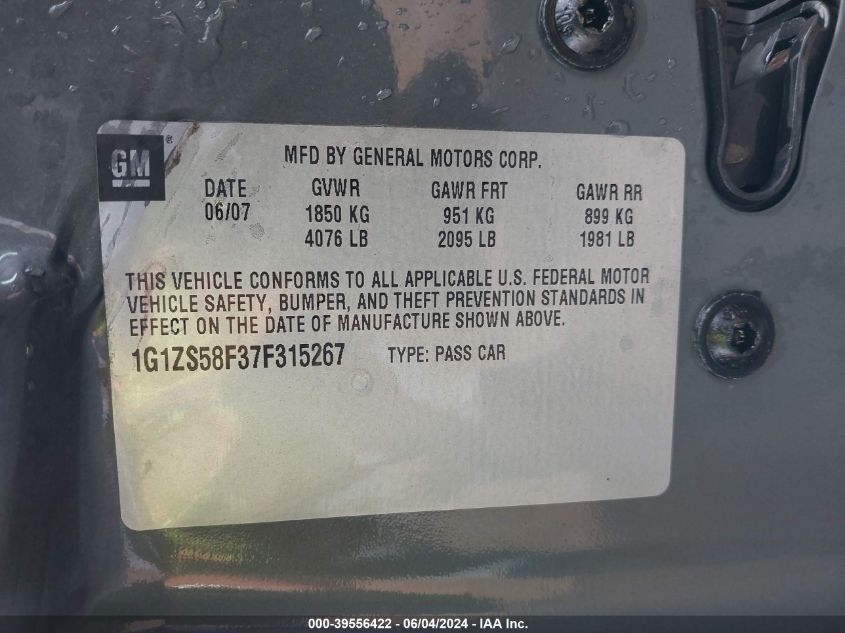 GM ®
MFD BY GENERAL MOTORS CORP.
DATE GVWR GAWR FRT GAWR RR
06/07 1850 KG 951 KG 899 KG
4076 LB 2095 LB 1981 LB
THIS VEHICLE CONFORMS TO ALL APPLICABLE U.S. FEDERAL MOTOR
VEHICLE SAFETY, BUMPER, AND THEFT PREVENTION STANDARDS IN
EFFECT ON THE DATE OF MANUFACTURE SHOWN ABOVE.
1G1ZS58F37F315267 TYPE: PASS CAR
000-39556422 - 06/04/2024 - IAA Inc.